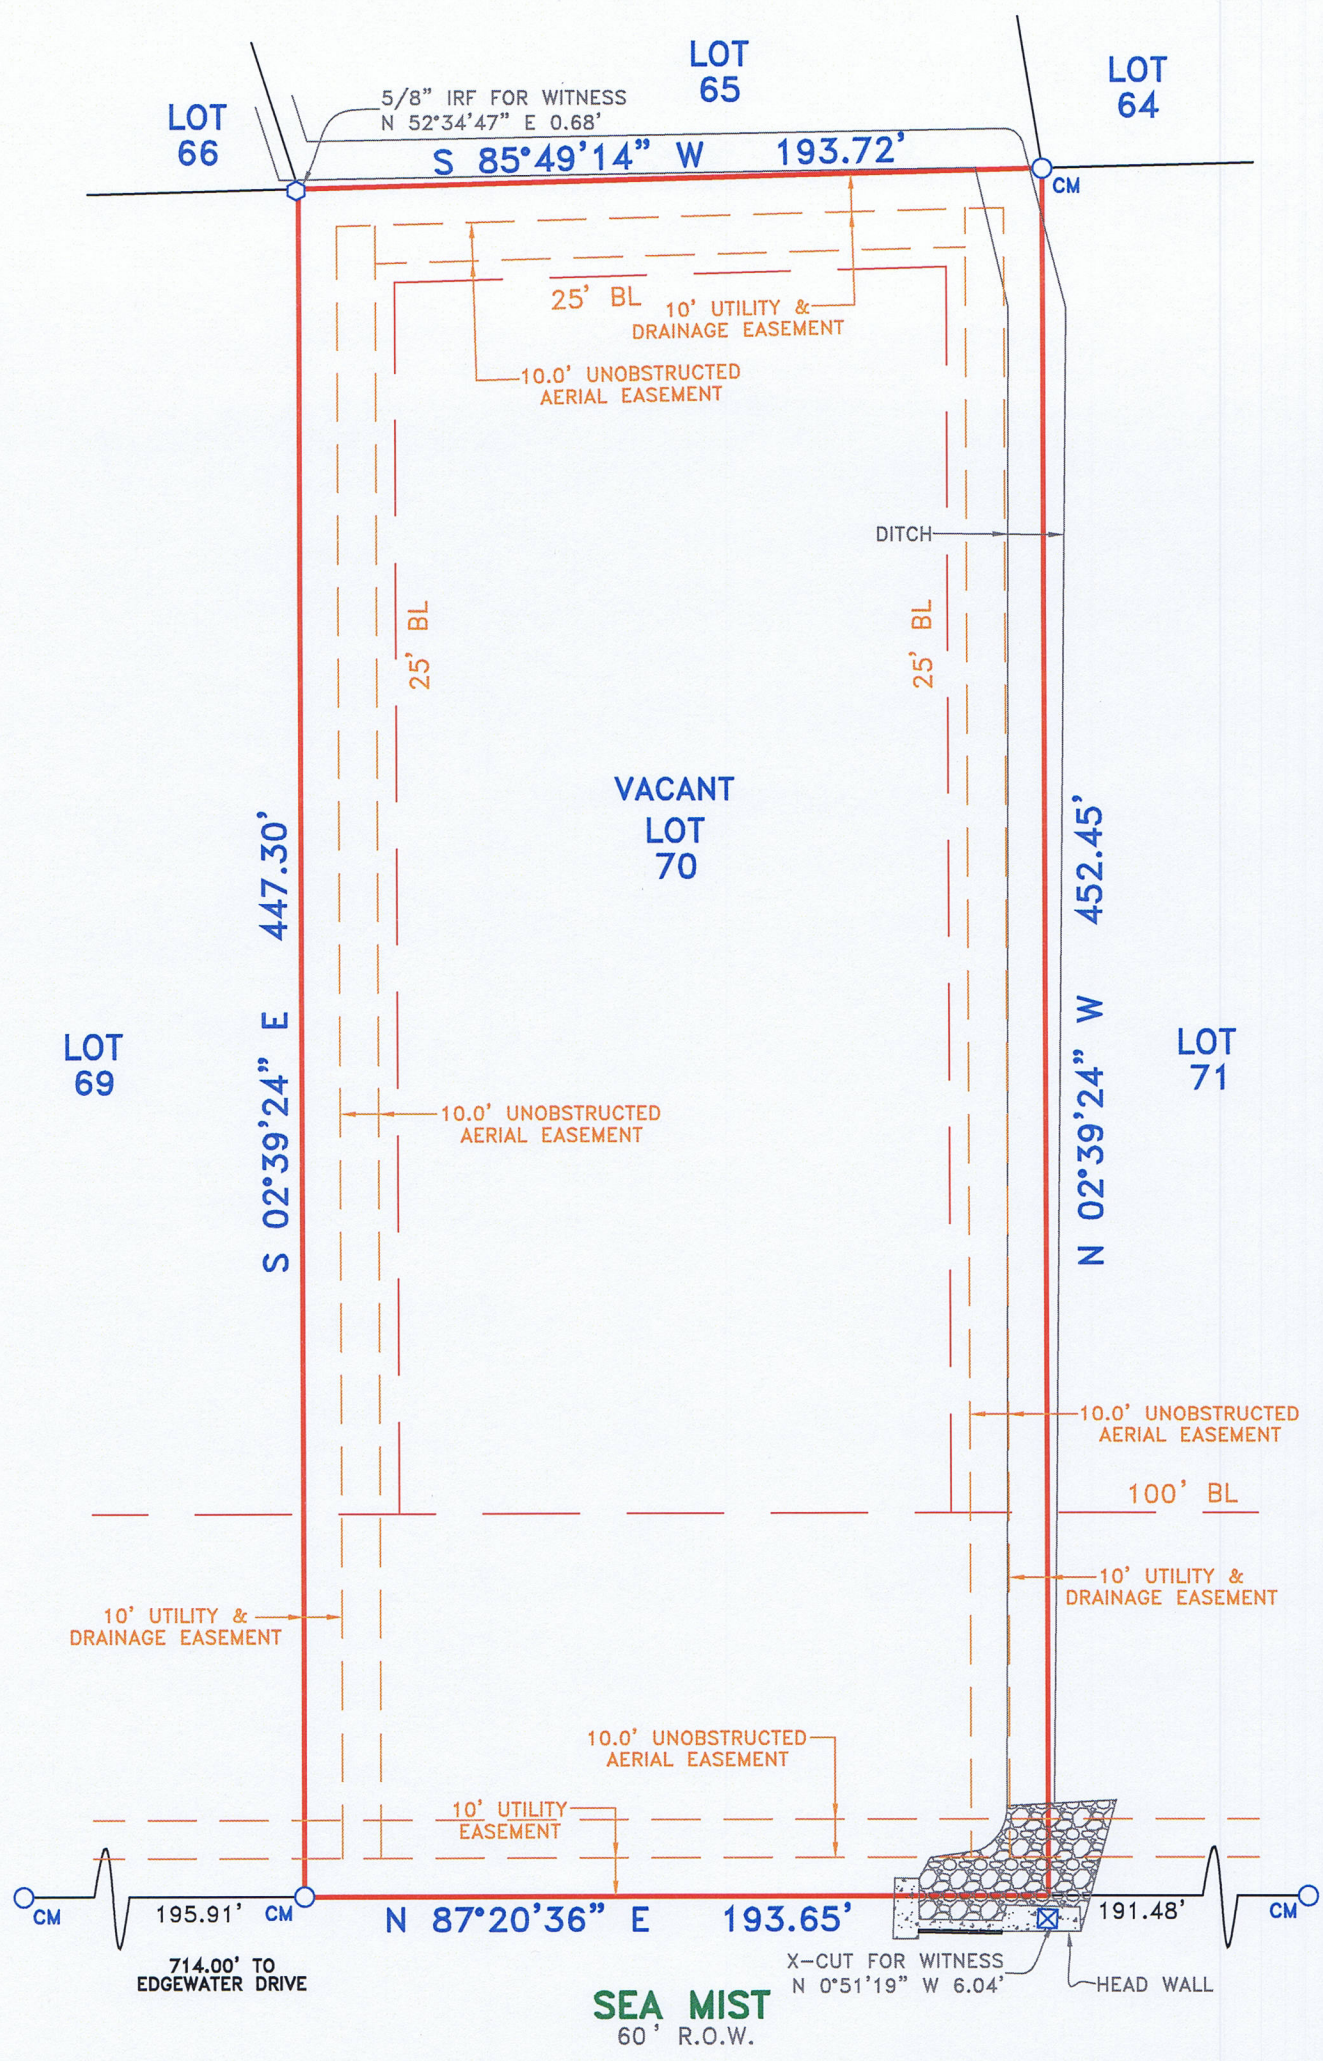 LOT
65
LOT
64
LOT
66
5/8" IRF FOR WITNESS
N 52°34'47" E 0.68'
S 85°49'14" W 193.72'
CM
25' BL
10' UTILITY &
DRAINAGE EASEMENT
10.0' UNOBSTRUCTED
AERIAL EASEMENT
DITCH
25' BL
25' BL
VACANT
LOT
70
S 02°39'24" E 447.30'
N 02°39'24" W 452.45'
LOT
69
LOT
71
10.0' UNOBSTRUCTED
AERIAL EASEMENT
10.0' UNOBSTRUCTED
AERIAL EASEMENT
100' BL
10' UTILITY &
DRAINAGE EASEMENT
10' UTILITY &
DRAINAGE EASEMENT
10.0' UNOBSTRUCTED
AERIAL EASEMENT
10' UTILITY
EASEMENT
CM
195.91'
CM
N 87°20'36" E 193.65'
191.48'
CM
714.00' TO
EDGEWATER DRIVE
X-CUT FOR WITNESS
N 0°51'19" W 6.04'
HEAD WALL
SEA MIST
60' R.O.W.